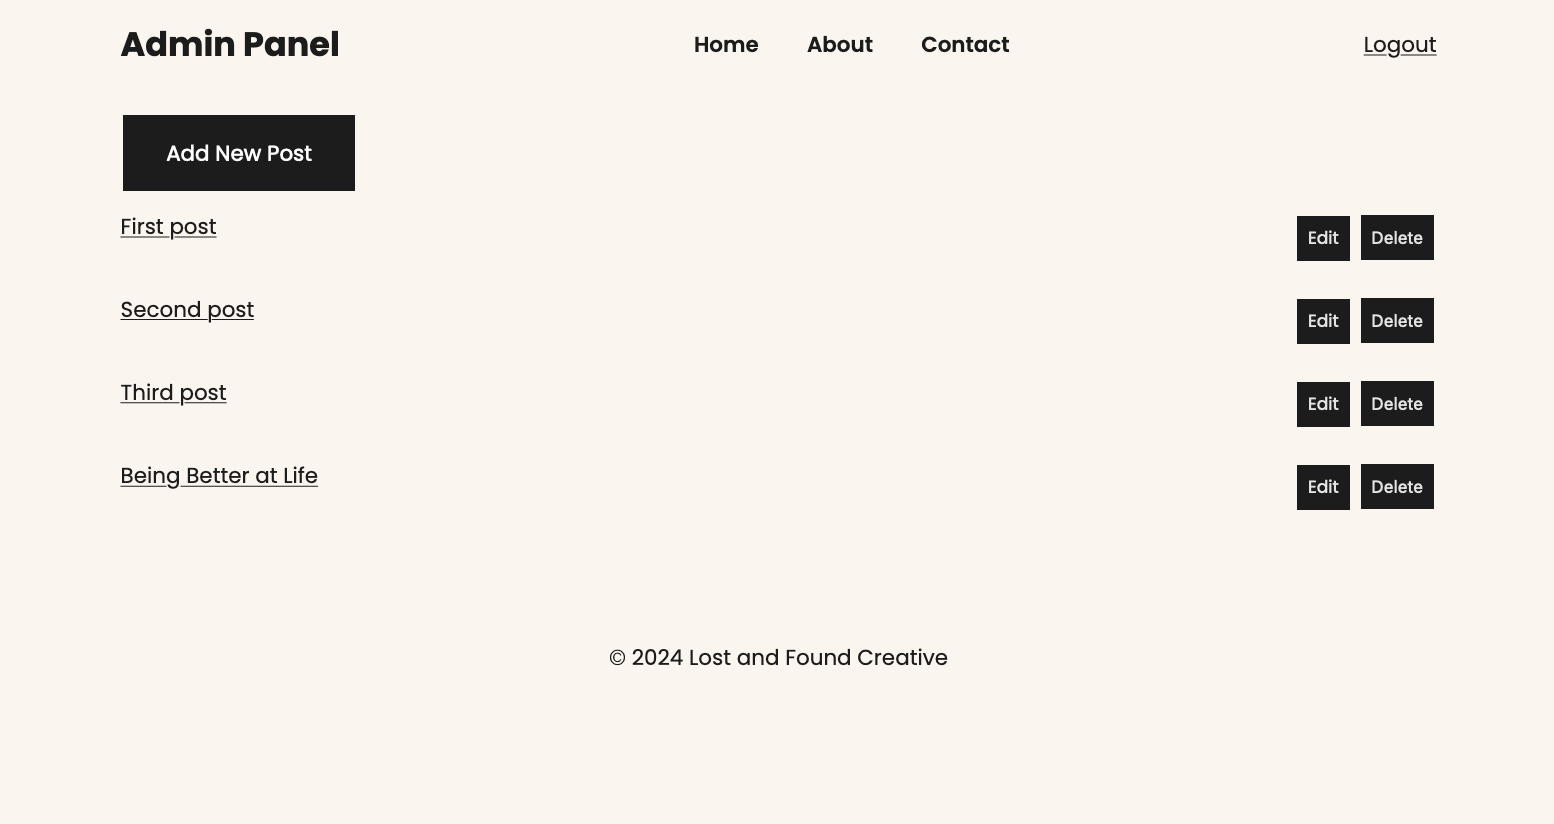 Admin Panel Home About Contact Logout
Add New Post
First post Edit Delete
Second post Edit Delete
Third post Edit Delete
Being Better at Life Edit Delete
© 2024 Lost and Found Creative